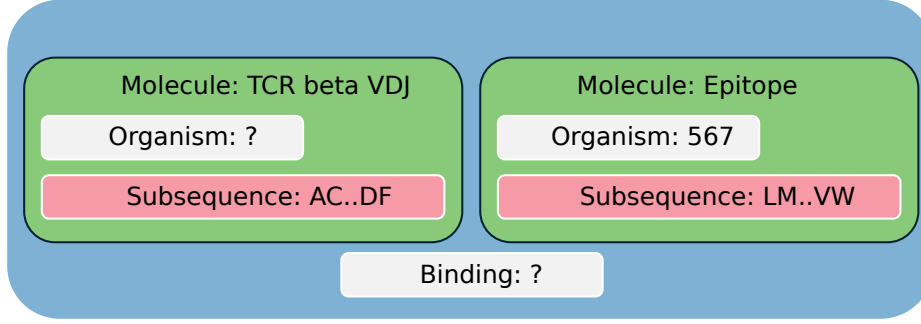 Molecule: TCR beta VDJ
Organism: ?
Subsequence: AC..DF
Molecule: Epitope
Organism: 567
Subsequence: LM..VW
Binding: ?